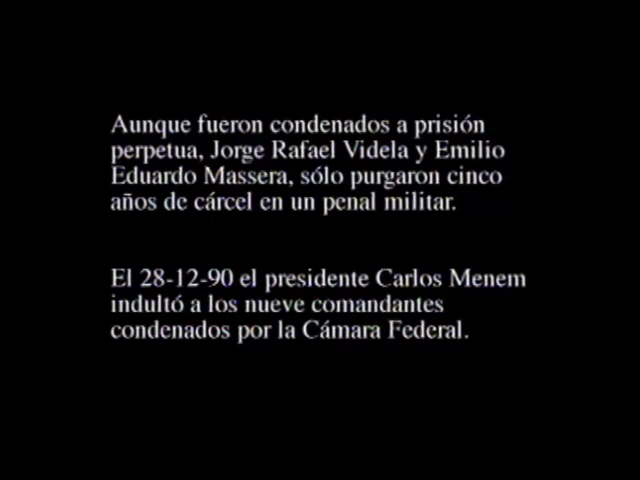 Aunque fueron condenados a prisión
perpetua, Jorge Rafael Videla y Emilio
Eduardo Massera, sólo purgaron cinco
años de cárcel en un penal militar.
El 28-12-90 el presidente Carlos Menem
indultó a los nueve comandantes
condenados por la Cámara Federal.